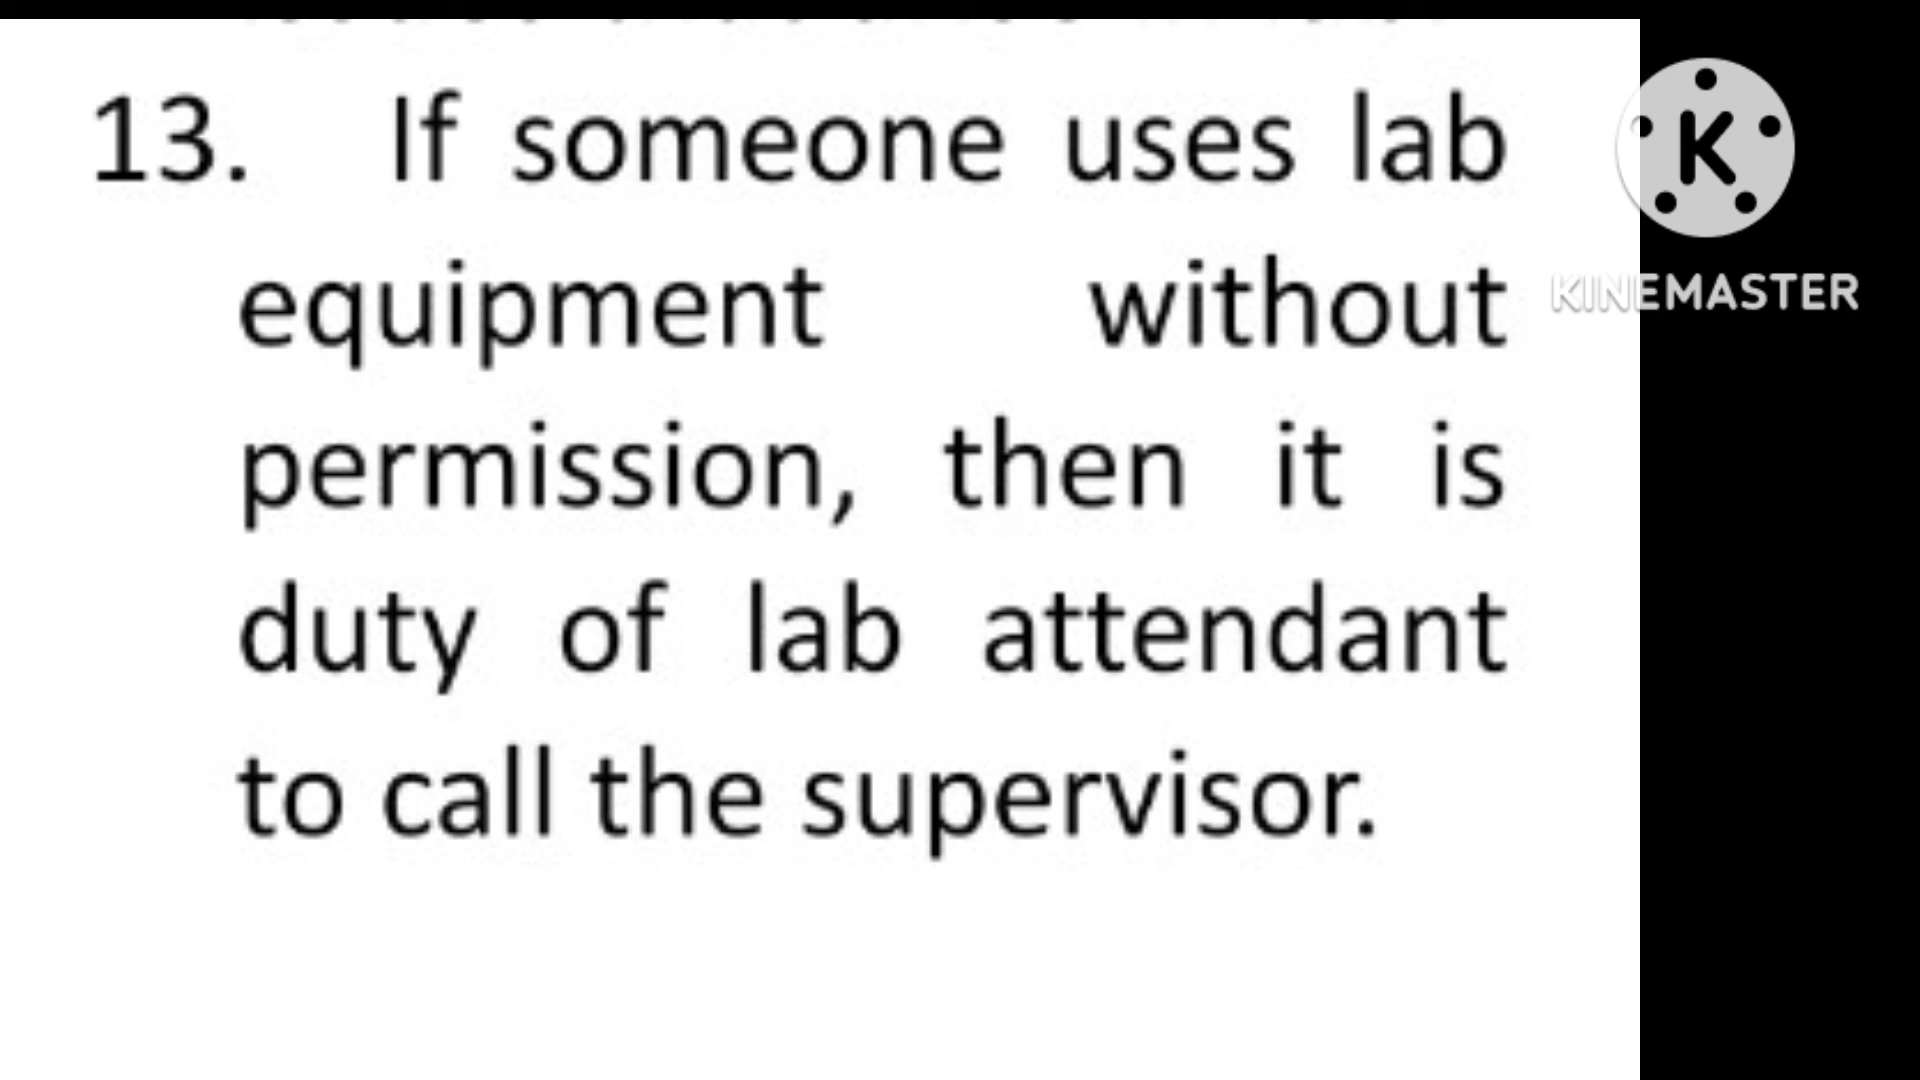 13. If someone uses lab
equipment without
permission, then it is
duty of lab attendant
to call the supervisor.
K
KINEMASTER